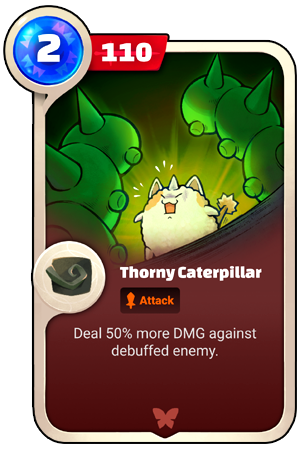 2
110
Thorny Caterpillar
Attack
Deal 50% more DMG against
debuffed enemy.